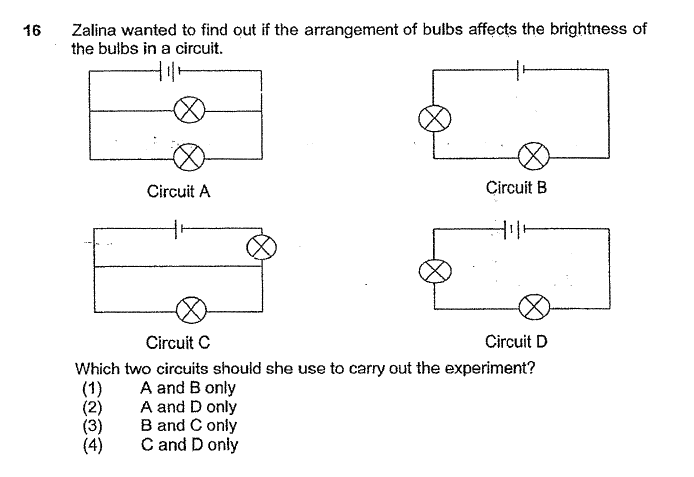 16 Zalina wanted to find out if the arrangement of bulbs affects the brightness of
the bulbs in a circuit.
Circuit A
Circuit B
Circuit C
Circuit D
Which two circuits should she use to carry out the experiment?
(1) A and B only
(2) A and D only
(3) B and C only
(4) C and D only